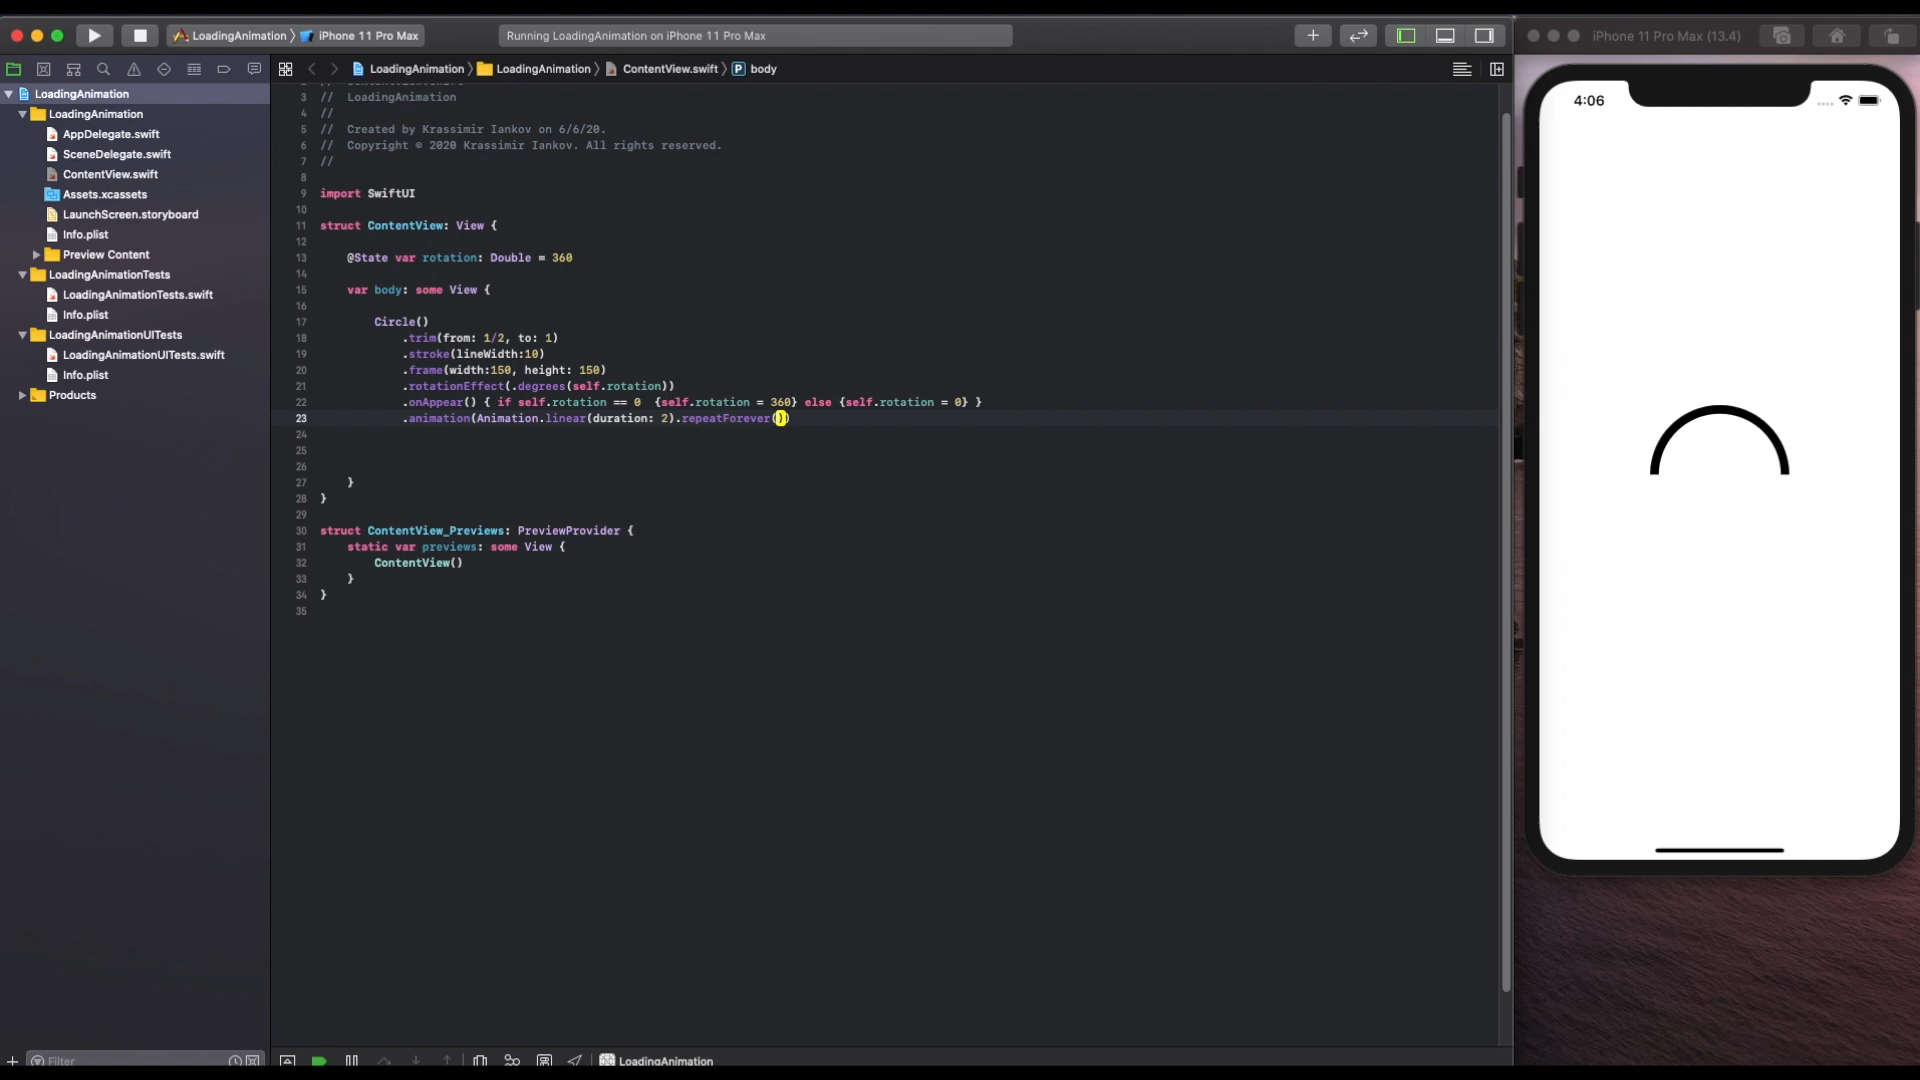 LoadingAnimation 〉 iPhone 11 Pro Max
Running LoadingAnimation on iPhone 11 Pro Max
iPhone 11 Pro Max (13.4)
LoadingAnimation 〉 LoadingAnimation 〉 ContentView.swift 〉 P body
LoadingAnimation
LoadingAnimation
AppDelegate.swift
SceneDelegate.swift
ContentView.swift
Assets.xcassets
LaunchScreen.storyboard
Info.plist
Preview Content
LoadingAnimationTests
LoadingAnimationTests.swift
Info.plist
LoadingAnimationUITests
LoadingAnimationUITests.swift
Info.plist
Products
Filter
3 //  LoadingAnimation
4 //
5 //  Created by Krassimir Iankov on 6/6/20.
6 //  Copyright © 2020 Krassimir Iankov. All rights reserved.
7 //
8
9 import SwiftUI
10
11 struct ContentView: View {
12
13     @State var rotation: Double = 360
14
15     var body: some View {
16
17         Circle()
18             .trim(from: 1/2, to: 1)
19             .stroke(lineWidth:10)
20             .frame(width:150, height: 150)
21             .rotationEffect(.degrees(self.rotation))
22             .onAppear() { if self.rotation == 0  {self.rotation = 360} else {self.rotation = 0} }
23             .animation(Animation.linear(duration: 2).repeatForever())
24
25
26
27     }
28 }
29
30 struct ContentView_Previews: PreviewProvider {
31     static var previews: some View {
32         ContentView()
33     }
34 }
35
LoadingAnimation
4:06